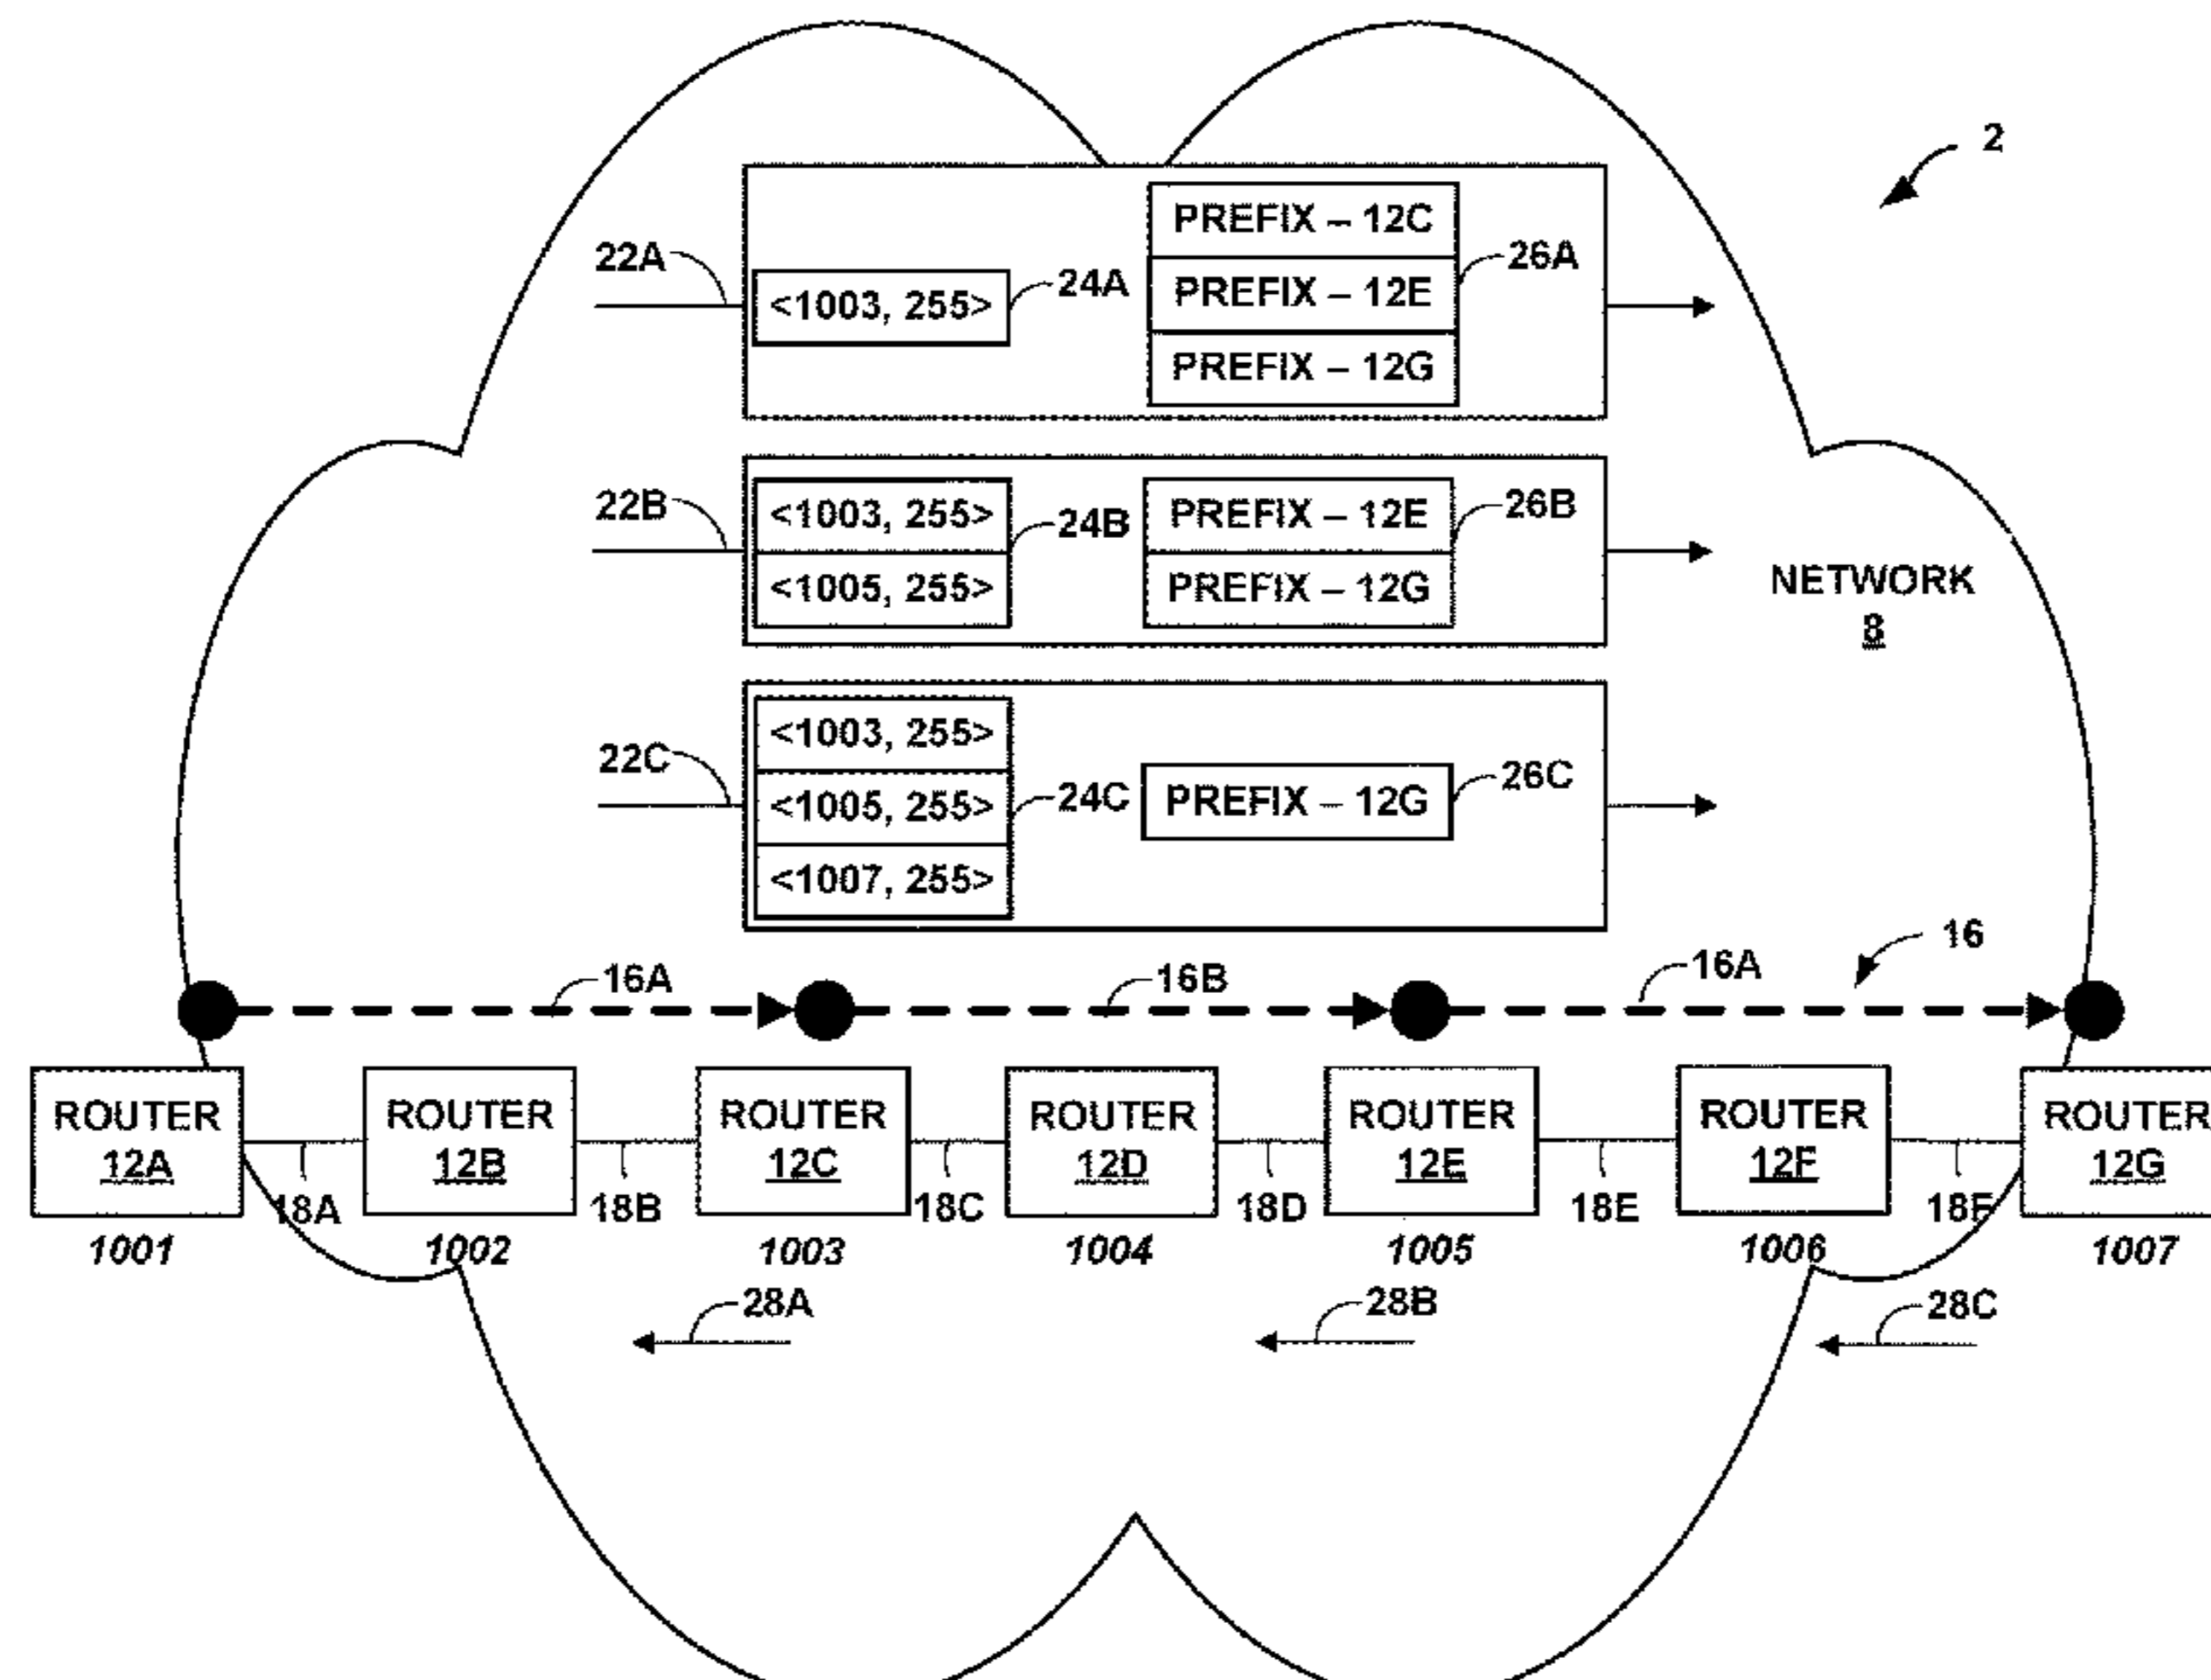 2
PREFIX – 12C
22A
24A
26A
<1003, 255>
PREFIX – 12E
PREFIX – 12G
22B
<1003, 255>
24B
PREFIX – 12E
26B
<1005, 255>
PREFIX – 12G
NETWORK
8
22C
<1003, 255>
<1005, 255>
24C
PREFIX – 12G
26C
<1007, 255>
16
16A
16B
16A
ROUTER
12A
ROUTER
12B
ROUTER
12C
ROUTER
12D
ROUTER
12E
ROUTER
12F
ROUTER
12G
18A
18B
18C
18D
18E
18F
1001
1002
1003
1004
1005
1006
1007
28A
28B
28C